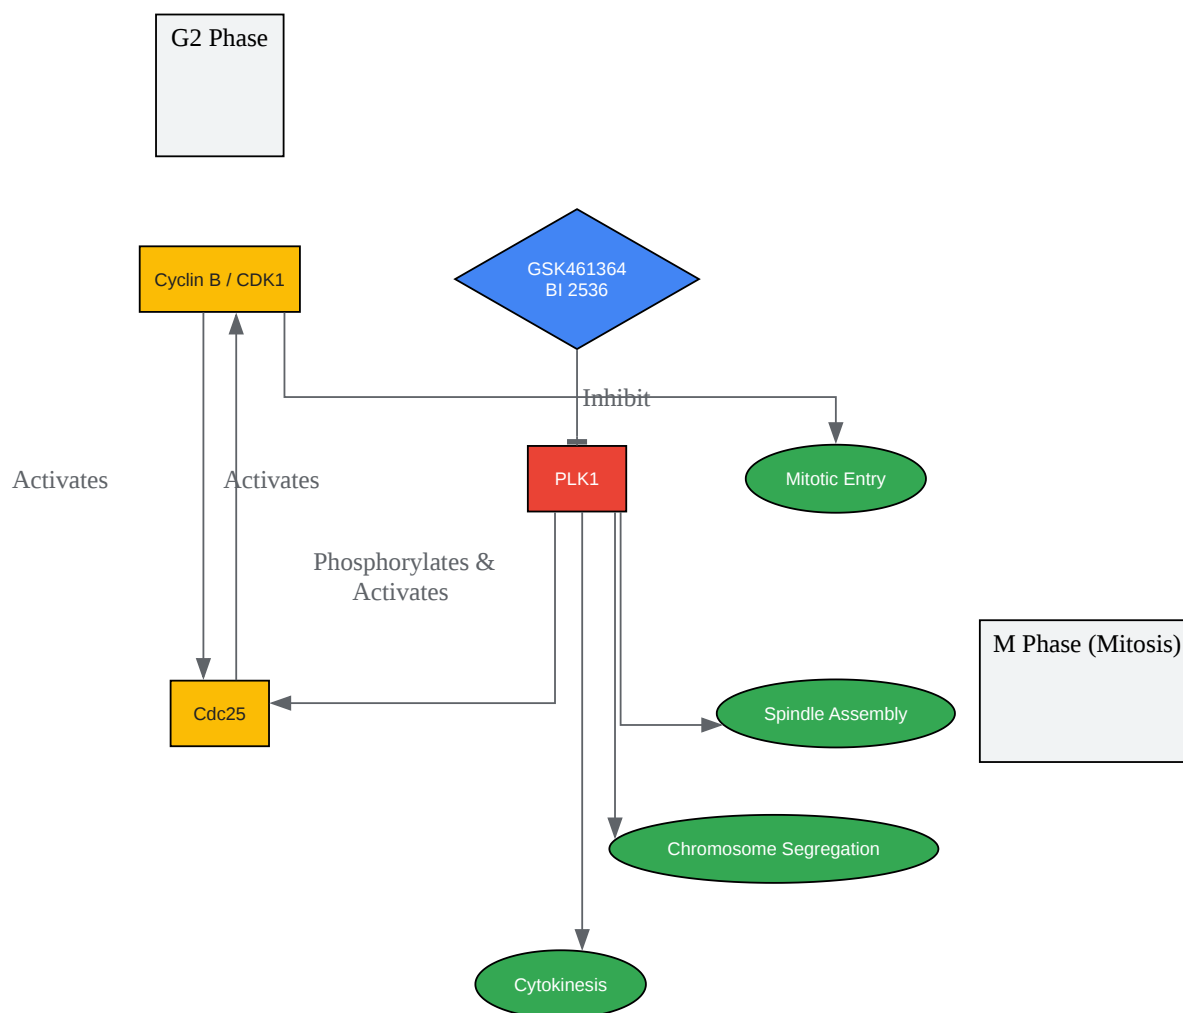 G2 Phase
Cyclin B / CDK1
GSK461364
BI 2536
Inhibit
Activates
Activates
PLK1
Mitotic Entry
Phosphorylates &
Activates
M Phase (Mitosis)
Cdc25
Spindle Assembly
Chromosome Segregation
Cytokinesis